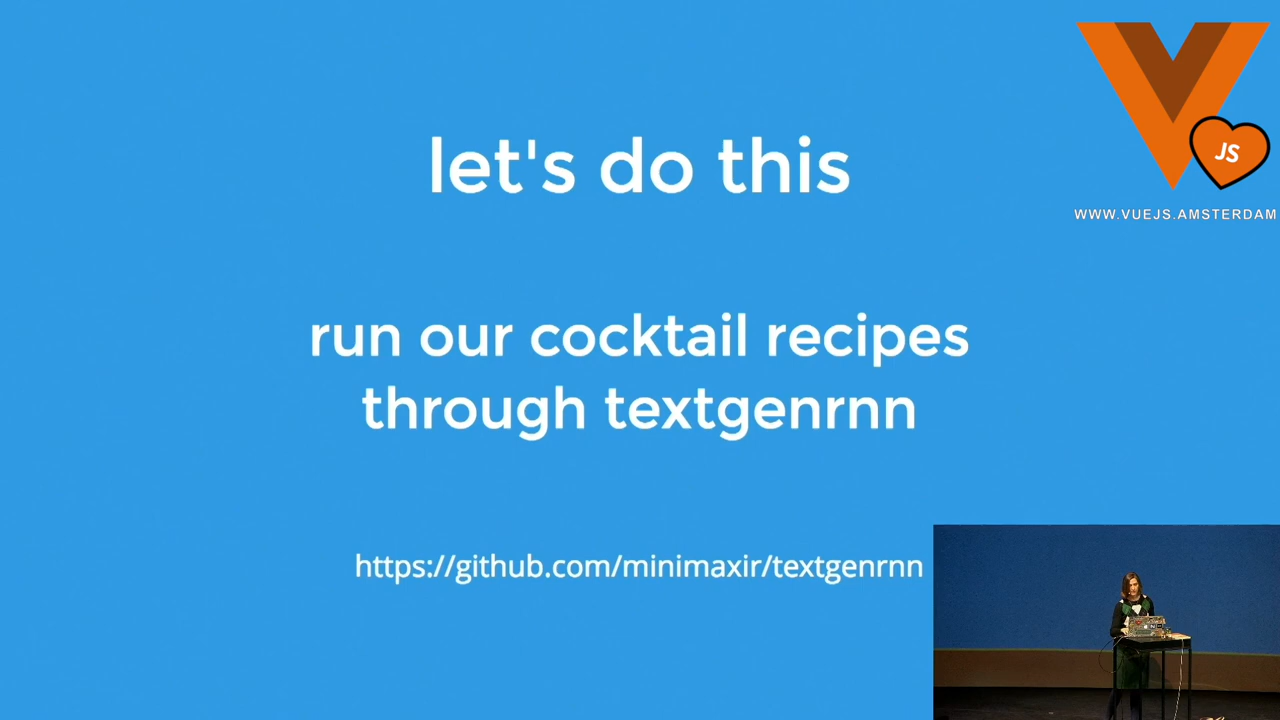 let's do this
run our cocktail recipes
through textgenrnn
https://github.com/minimaxir/textgenrnn
JS
WWW.VUEJS.AMSTERDAM